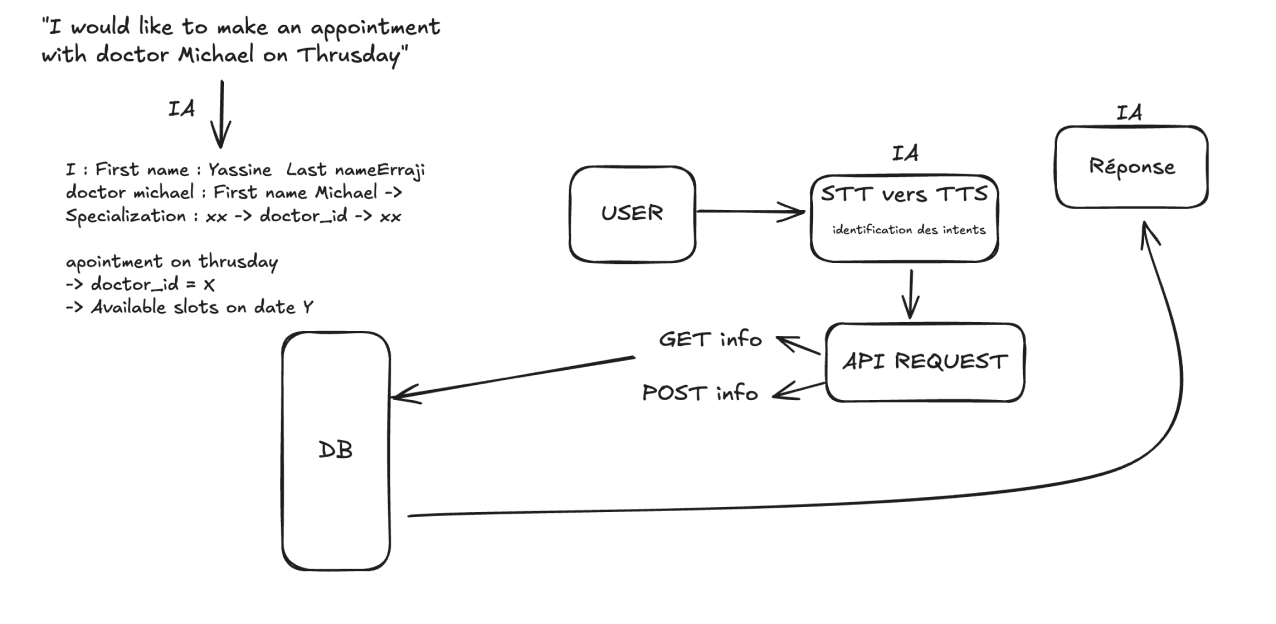 "I would like to make an appointment
with doctor Michael on Thrusday"
IA
I : First name : Yassine Last nameErraji
doctor michael : First name Michael ->
Specialization : xx -> doctor_id -> xx
apointment on thrusday
-> doctor_id = X
-> Available slots on date Y
USER
IA
STT vers TTS
identification des intents
IA
Réponse
API REQUEST
GET info
POST info
DB